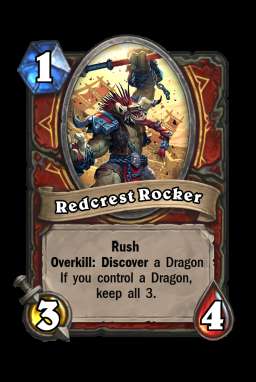 1
Redcrest Rocker
Rush
Overkill: Discover a Dragon
If you control a Dragon,
keep all 3.
3
4